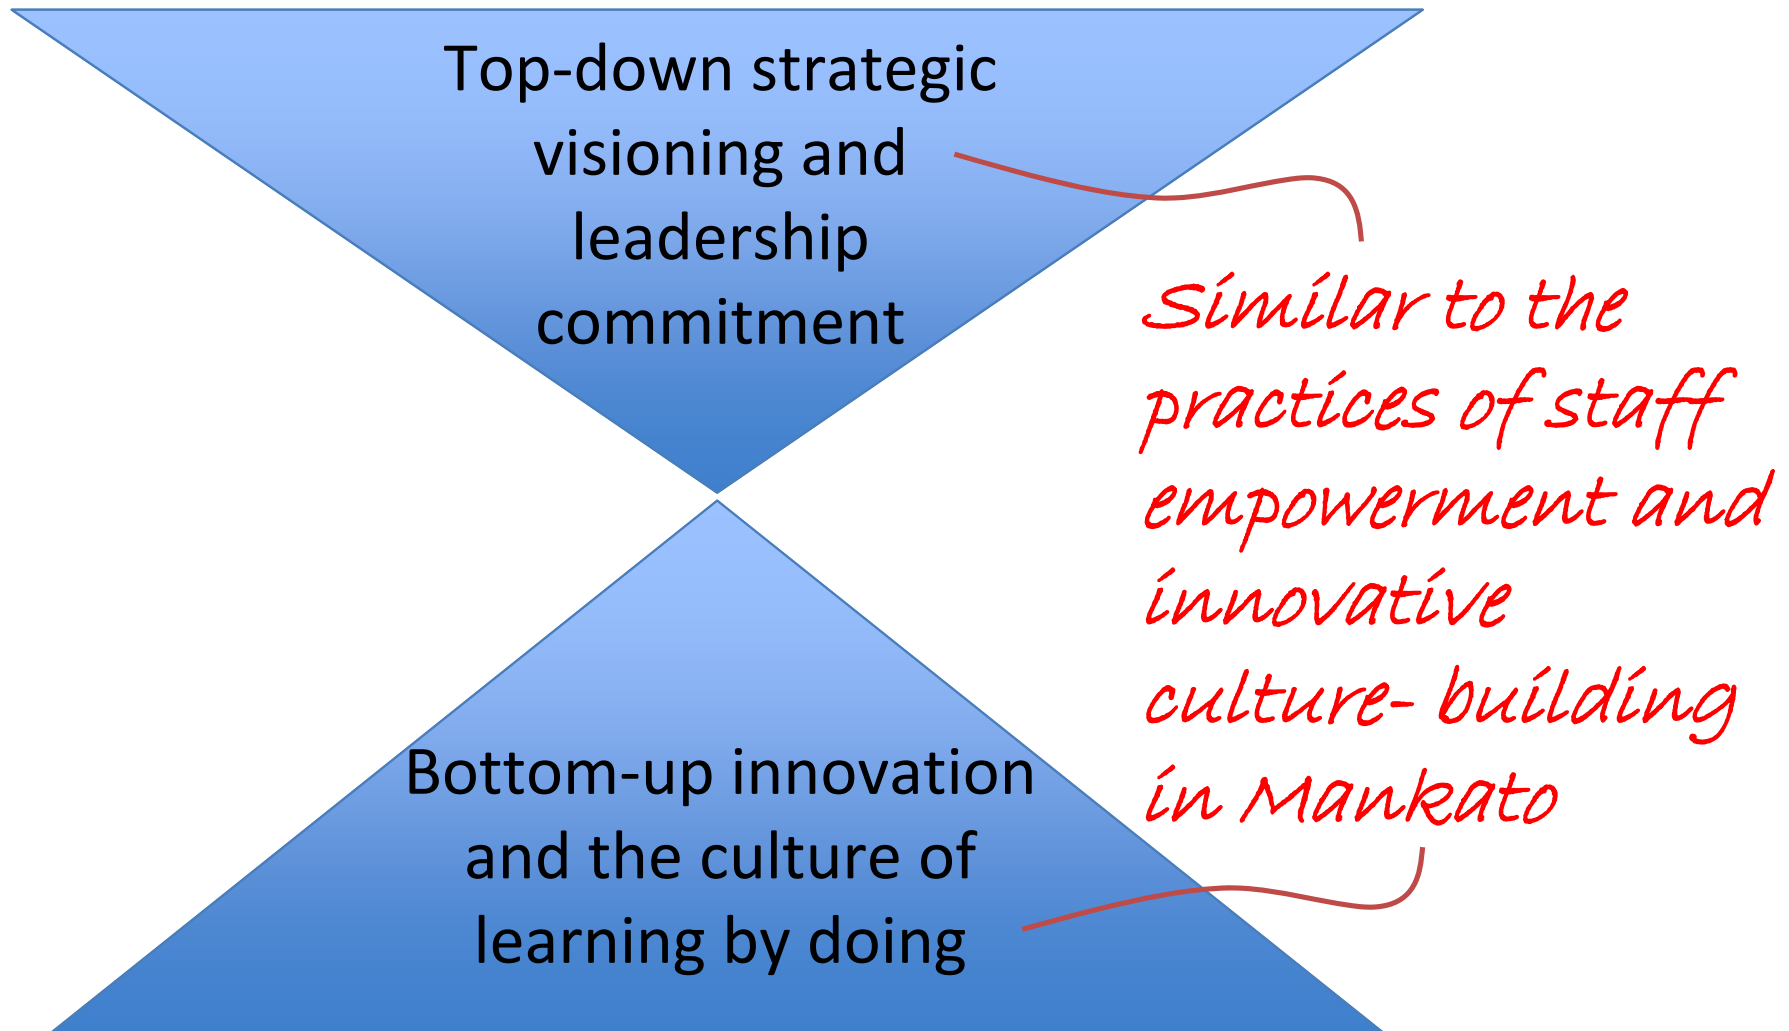 Top-down strategic
visioning and
leadership
commitment
Similar to the
practices of staff
empowerment and
innovative
culture- building
in Mankato
Bottom-up innovation
and the culture of
learning by doing